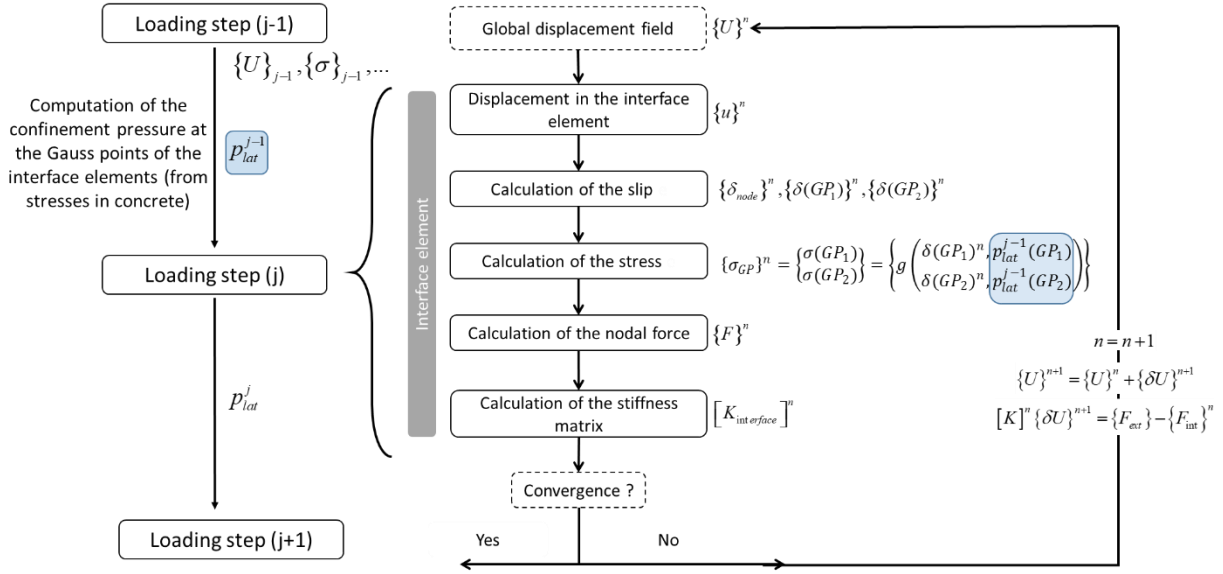 Loading step (j-1)
{U}_{j-1}, {σ}_{j-1}, ...
Computation of the
confinement pressure at
the Gauss points of the
interface elements (from
stresses in concrete)
p_{lat}^{j-1}
Loading step (j)
p_{lat}^{j}
Loading step (j+1)
Interface element
Global displacement field {U}^n
Displacement in the interface
element
{u}^n
Calculation of the slip {δ_{node}}^n, {δ(GP_1)}^n, {δ(GP_2)}^n
Calculation of the stress {σ_{GP}}^n = {σ(GP_1) σ(GP_2)} = {g(δ(GP_1)^n, p_{lat}^{j-1}(GP_1) δ(GP_2)^n, p_{lat}^{j-1}(GP_2))}
Calculation of the nodal force {F}^n
Calculation of the stiffness
matrix
[K_{interface}]^n
Convergence ?
Yes
No
n = n+1
{U}^{n+1} = {U}^n + {δU}^{n+1}
[K]^n {δU}^{n+1} = {F_{ext}} - {F_{int}}^n